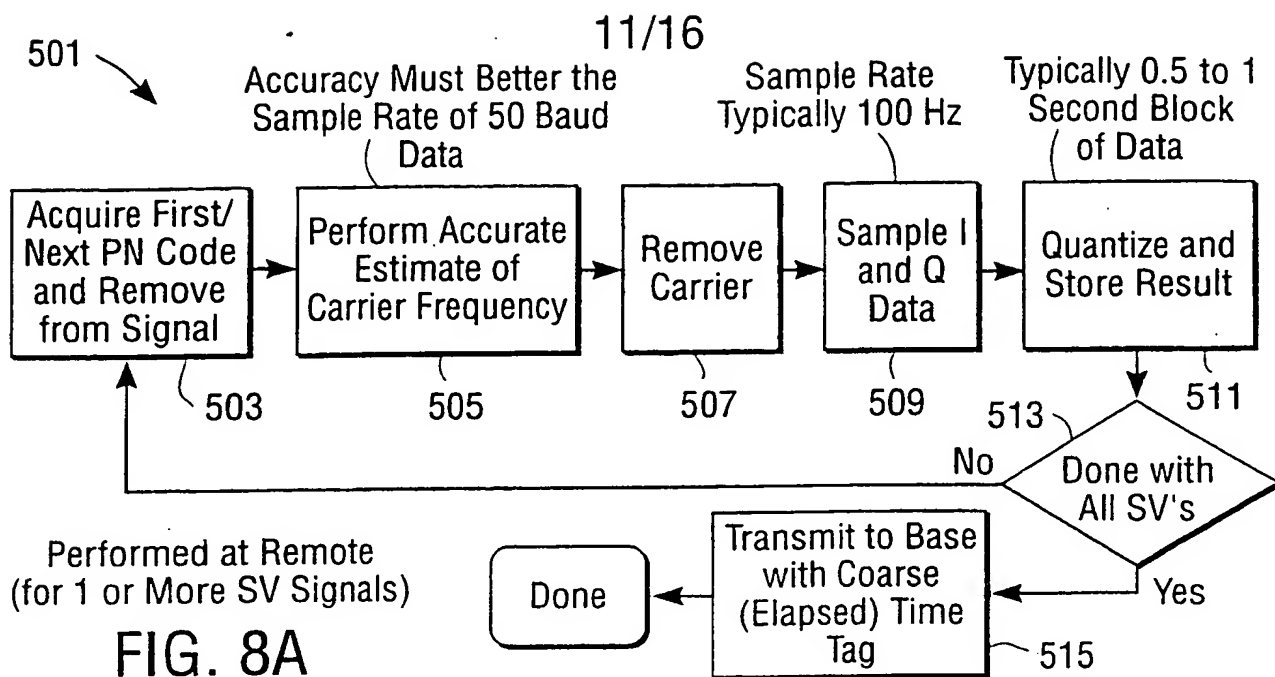 11/16
501
Accuracy Must Better the
Sample Rate of 50 Baud
Data
Sample Rate
Typically 100 Hz
Typically 0.5 to 1
Second Block
of Data
Acquire First/
Next PN Code
and Remove
from Signal
Perform Accurate
Estimate of
Carrier Frequency
Remove
Carrier
Sample I
and Q
Data
Quantize and
Store Result
503
505
507
509
511
513
No
Done with
All SV's
Yes
Transmit to Base
with Coarse
(Elapsed) Time
Tag
515
Done
Performed at Remote
(for 1 or More SV Signals)
FIG. 8A